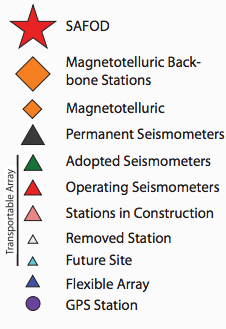 SAFOD
Magnetotelluric Back-
bone Stations
Magnetotelluric
Permanent Seismometers
Transportable Array
Adopted Seismometers
Operating Seismometers
Stations in Construction
Removed Station
Future Site
Flexible Array
GPS Station